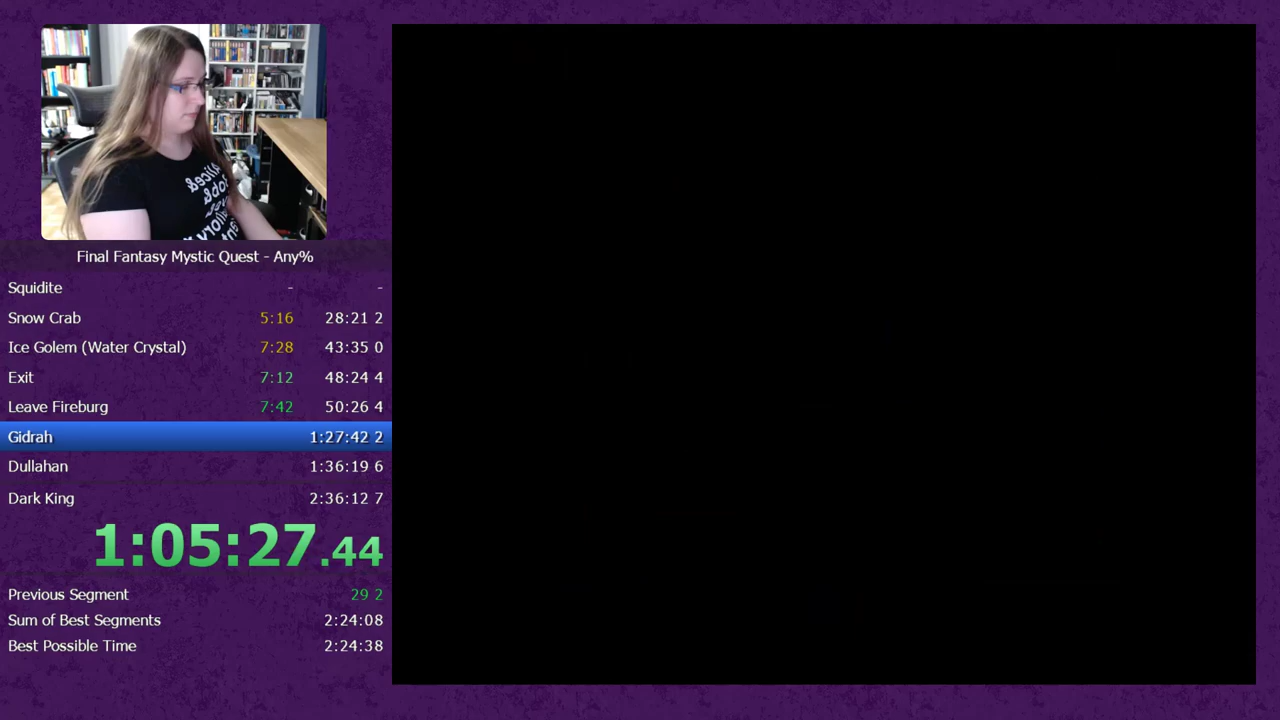 Final Fantasy Mystic Quest - Any%
Squidite - -
Snow Crab 5:16 28:21 2
Ice Golem (Water Crystal) 7:28 43:35 0
Exit 7:12 48:24 4
Leave Fireburg 7:42 50:26 4
Gidrah 1:27:42 2
Dullahan 1:36:19 6
Dark King 2:36:12 7
1:05:27.44
Previous Segment 29 2
Sum of Best Segments 2:24:08
Best Possible Time 2:24:38